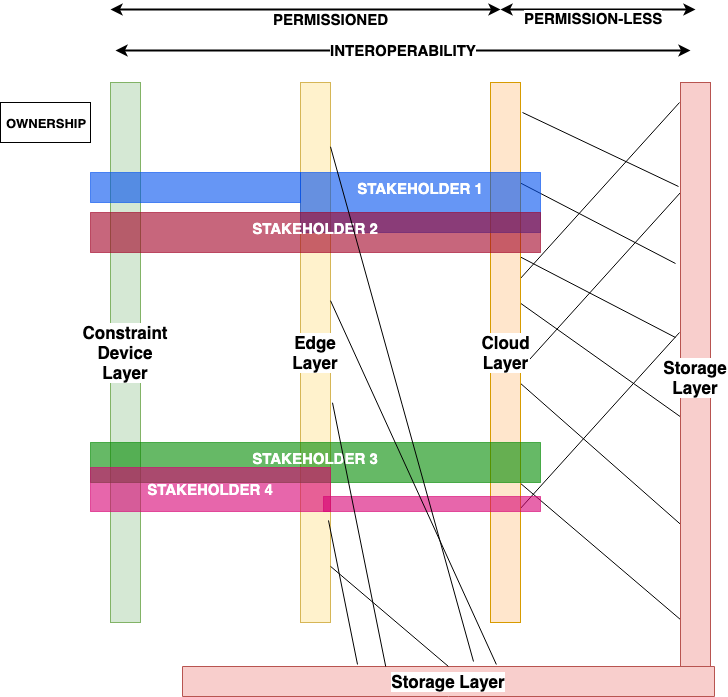 PERMISSIONED
PERMISSION-LESS
INTEROPERABILITY
OWNERSHIP
STAKEHOLDER 1
STAKEHOLDER 2
Constraint
Device
Layer
Edge
Layer
Cloud
Layer
Storage
Layer
STAKEHOLDER 3
STAKEHOLDER 4
Storage Layer